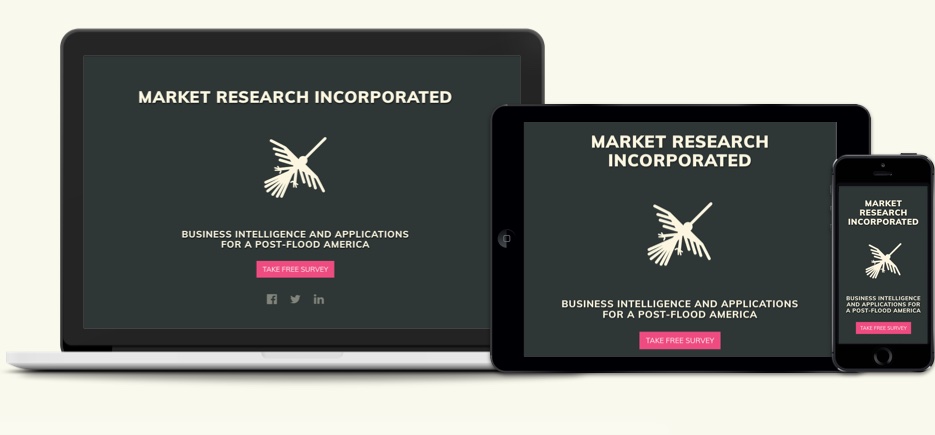 MARKET RESEARCH INCORPORATED
BUSINESS INTELLIGENCE AND APPLICATIONS
FOR A POST-FLOOD AMERICA
TAKE FREE SURVEY
MARKET RESEARCH
INCORPORATED
BUSINESS INTELLIGENCE AND APPLICATIONS
FOR A POST-FLOOD AMERICA
TAKE FREE SURVEY
MARKET
RESEARCH
INCORPORATED
BUSINESS INTELLIGENCE
AND APPLICATIONS FOR
A POST-FLOOD AMERICA
TAKE FREE SURVEY